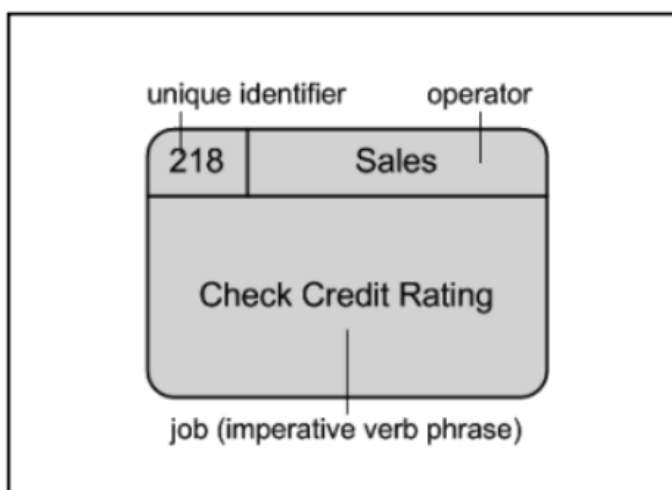 unique identifier operator
218 Sales
Check Credit Rating
job (imperative verb phrase)